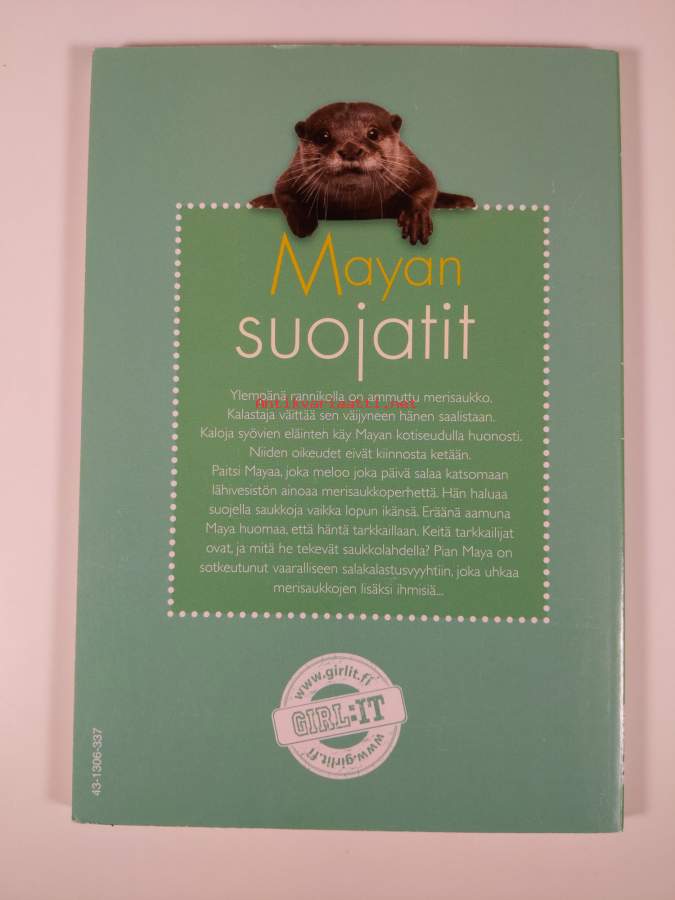 Mayan
suojatit
Ylempänä rannikolla on ammuttu merisaukko.
Antikvariaatti.net
Kalastaja väittää sen väijyneen hänen saalistaan.
Kaloja syövien eläinten käy Mayan kotiseudulla huonosti.
Niiden oikeudet eivät kiinnosta ketään.
Paitsi Mayaa, joka meloo joka päivä salaa katsomaan
lähivesistön ainoaa merisaukkoperhettä. Hän haluaa
suojella saukkoja vaikka lopun ikänsä. Eräänä aamuna
Maya huomaa, että häntä tarkkaillaan. Keitä tarkkailijat
ovat, ja mitä he tekevät saukkolahdella? Pian Maya on
sotkeutunut vaaralliseen salakalastusvyyhtiin, joka uhkaa
merisaukkojen lisäksi ihmisiä...
www.girlit.fi
GIRL:IT
www.girlit.fi
43-1306-337